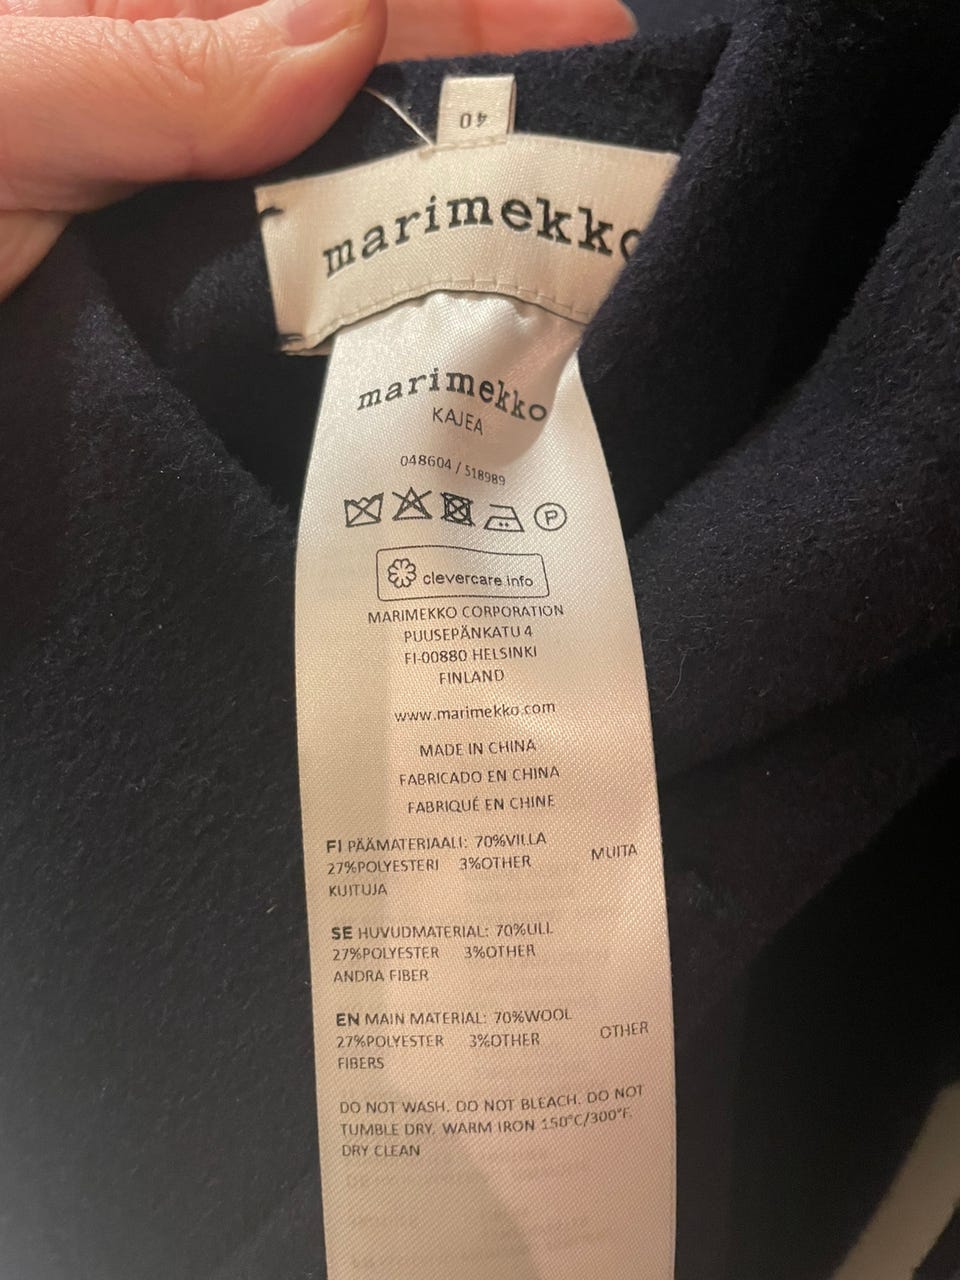 40
marimekko
marimekko
KAJEA
048604 / 518989
P
clevercare.info
MARIMEKKO CORPORATION
PUUSEPÄNKATU 4
FI-00880 HELSINKI
FINLAND
www.marimekko.com
MADE IN CHINA
FABRICADO EN CHINA
FABRIQUÉ EN CHINE
FI PÄÄMATERIAALI: 70%VILLA
27%POLYESTERI 3%OTHER MUITA
KUITUJA
SE HUVUDMATERIAL: 70%ULL
27%POLYESTER 3%OTHER
ANDRA FIBER
EN MAIN MATERIAL: 70%WOOL
27%POLYESTER 3%OTHER OTHER
FIBERS
DO NOT WASH. DO NOT BLEACH. DO NOT
TUMBLE DRY. WARM IRON 150°C/300°F.
DRY CLEAN